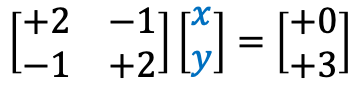 [+2 -1] [x] = [+0]
[-1 +2] [y] = [+3]